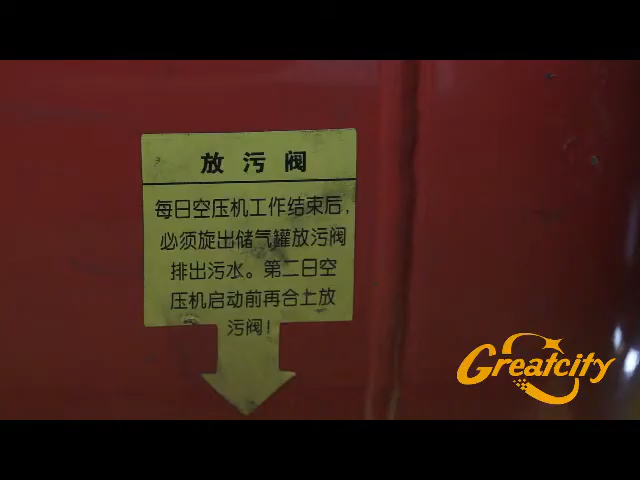 放污阀
每日空压机工作结束后,
必须旋出储气罐放污阀
排出污水。第二日空
压机启动前再合上放
污阀!
Greatcity